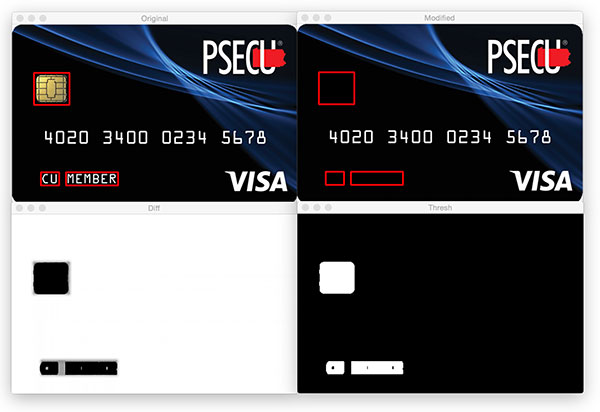 Original
PSECU®
4020 3400 0234 5678
CU MEMBER
VISA
Modified
PSECU®
4020 3400 0234 5678
VISA
Diff
Thresh